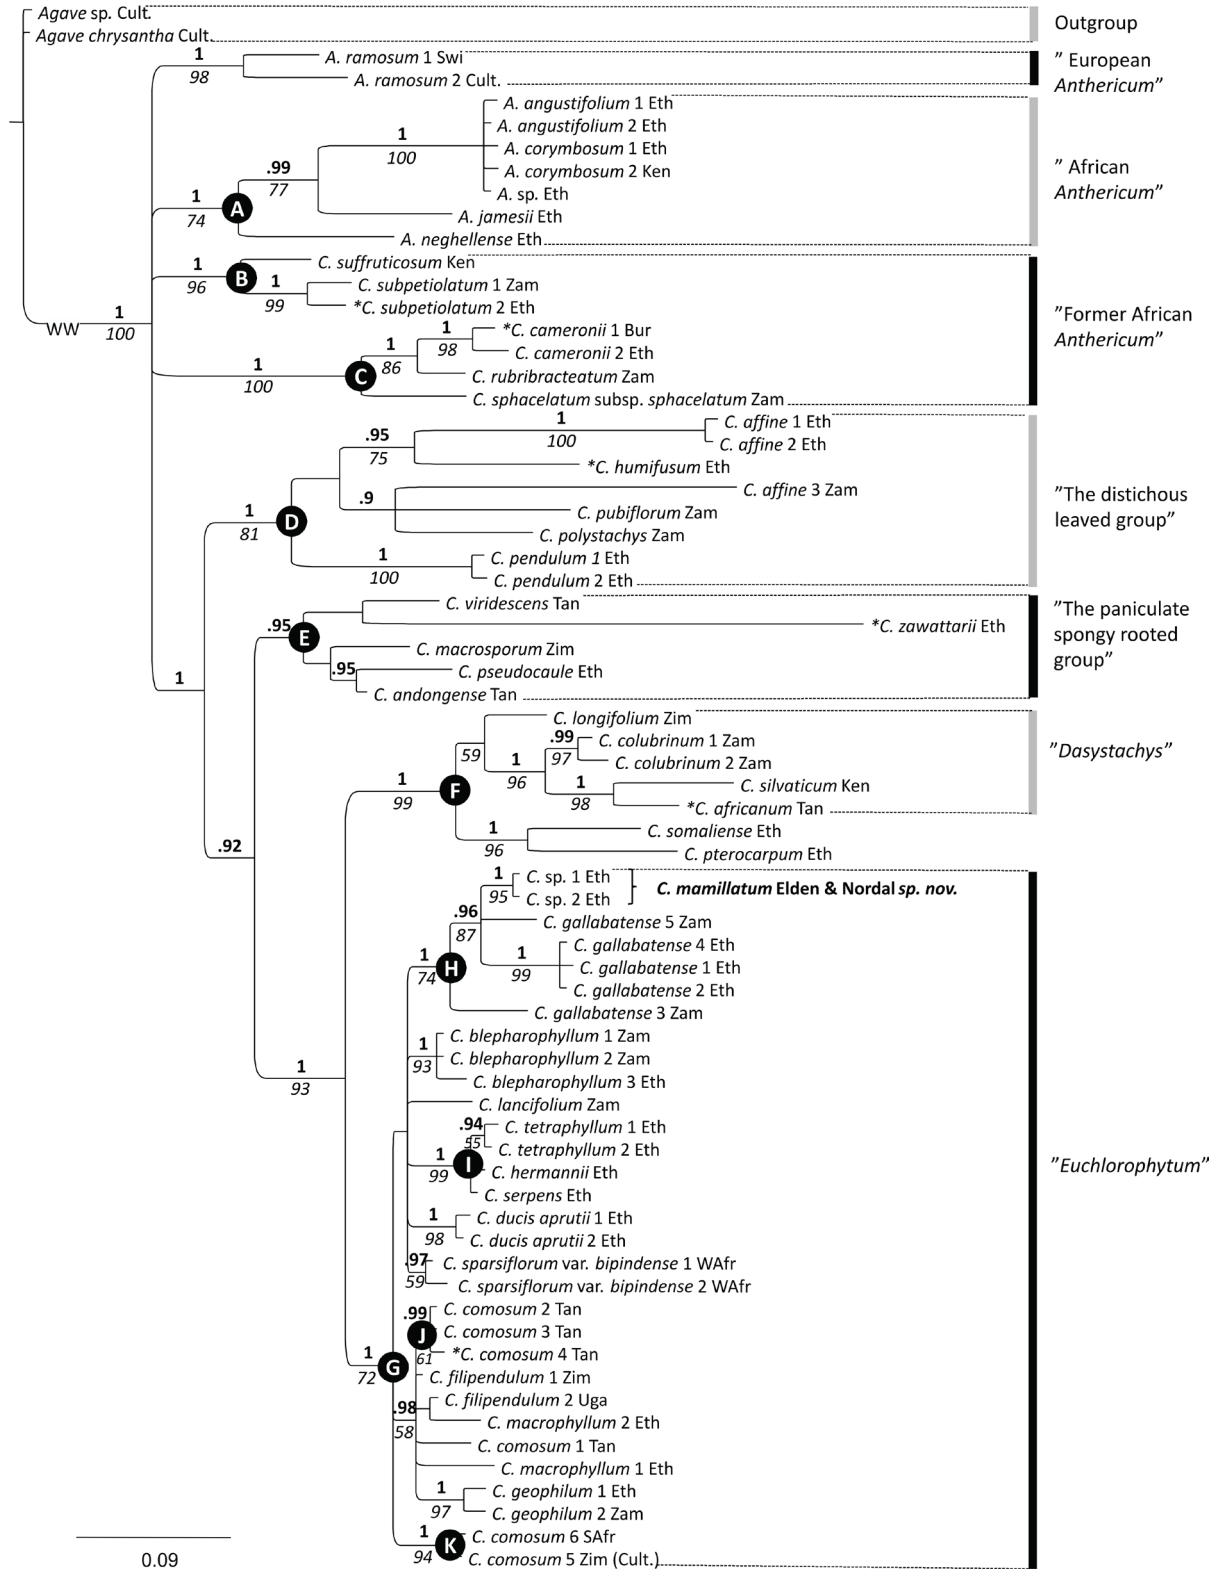 Agave sp. Cult.
Agave chrysantha Cult.
Outgroup
1
98
A. ramosum 1 Swi
A. ramosum 2 Cult.
” European
Anthericum”
A. angustifolium 1 Eth
A. angustifolium 2 Eth
A. corymbosum 1 Eth
A. corymbosum 2 Ken
A. sp. Eth
A. jamesii Eth
A. neghellense Eth
1
100
.99
77
1
74
A
” African
Anthericum”
C. suffruticosum Ken
C. subpetiolatum 1 Zam
*C. subpetiolatum 2 Eth
1
96
B
1
99
1
100
*C. cameronii 1 Bur
C. cameronii 2 Eth
C. rubribracteatum Zam
C. sphacelatum subsp. sphacelatum Zam
1
98
1
86
1
100
C
”Former African
Anthericum”
C. affine 1 Eth
C. affine 2 Eth
*C. humifusum Eth
C. affine 3 Zam
C. pubiflorum Zam
C. polystachys Zam
C. pendulum 1 Eth
C. pendulum 2 Eth
1
100
.95
75
.9
1
81
D
1
100
”The distichous
leaved group”
C. viridescens Tan
*C. zawattarii Eth
C. macrosporum Zim
C. pseudocaule Eth
C. andongense Tan
.95
E
.95
1
”The paniculate
spongy rooted
group”
C. longifolium Zim
C. colubrinum 1 Zam
C. colubrinum 2 Zam
C. silvaticum Ken
*C. africanum Tan
C. somaliense Eth
C. pterocarpum Eth
59
.99
97
1
96
1
98
1
99
F
1
96
.92
”Dasystachys”
C. sp. 1 Eth
C. sp. 2 Eth
C. mamillatum Elden & Nordal sp. nov.
C. gallabatense 5 Zam
C. gallabatense 4 Eth
C. gallabatense 1 Eth
C. gallabatense 2 Eth
C. gallabatense 3 Zam
1
95
.96
87
1
99
1
74
H
C. blepharophyllum 1 Zam
C. blepharophyllum 2 Zam
C. blepharophyllum 3 Eth
1
93
1
93
C. lancifolium Zam
C. tetraphyllum 1 Eth
C. tetraphyllum 2 Eth
C. hermannii Eth
C. serpens Eth
.94
55
1
99
I
”Euchlorophytum”
C. ducis aprutii 1 Eth
C. ducis aprutii 2 Eth
1
98
C. sparsiflorum var. bipindense 1 WAfr
C. sparsiflorum var. bipindense 2 WAfr
.97
59
C. comosum 2 Tan
C. comosum 3 Tan
*C. comosum 4 Tan
.99
J
61
1
72
G
C. filipendulum 1 Zim
C. filipendulum 2 Uga
C. macrophyllum 2 Eth
.98
58
C. comosum 1 Tan
C. macrophyllum 1 Eth
C. geophilum 1 Eth
C. geophilum 2 Zam
1
97
C. comosum 6 SAfr
C. comosum 5 Zim (Cult.)
1
94
K
0.09